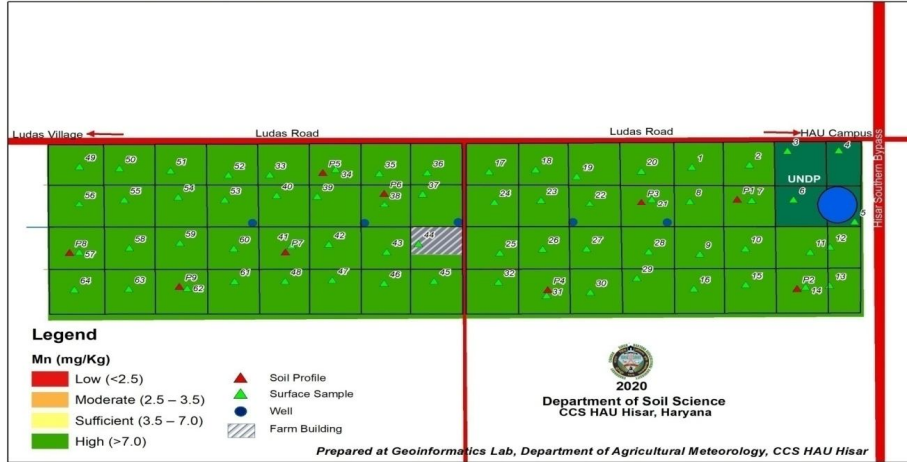 Ludas Village
Ludas Road
Ludas Road
HAU Campus
Hisar Southern Bypass
49 50 51 52 33 P5 34 35 36 17 18 19 20 1 2 3 4
UNDP
56 55 54 53 40 39 P6 38 37 24 23 22 P3 21 8 P1 7 6 5
P8 57 58 59 60 41 P7 42 43 44 25 26 27 28 9 10 11 12
64 63 P9 62 61 48 47 46 45 32 P4 31 30 29 16 15 P2 14 13
Legend
Mn (mg/Kg)
Low (<2.5)
Moderate (2.5 – 3.5)
Sufficient (3.5 – 7.0)
High (>7.0)
Soil Profile
Surface Sample
Well
Farm Building
2020
Department of Soil Science
CCS HAU Hisar, Haryana
Prepared at Geoinformatics Lab, Department of Agricultural Meteorology, CCS HAU Hisar